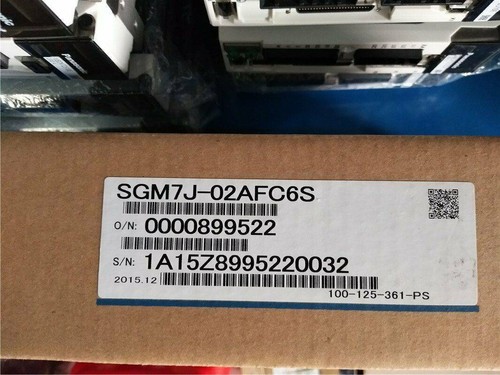 SGM7J-02AFC6S
O/N: 0000899522
S/N: 1A15Z8995220032
2015.12
100-125-361-PS